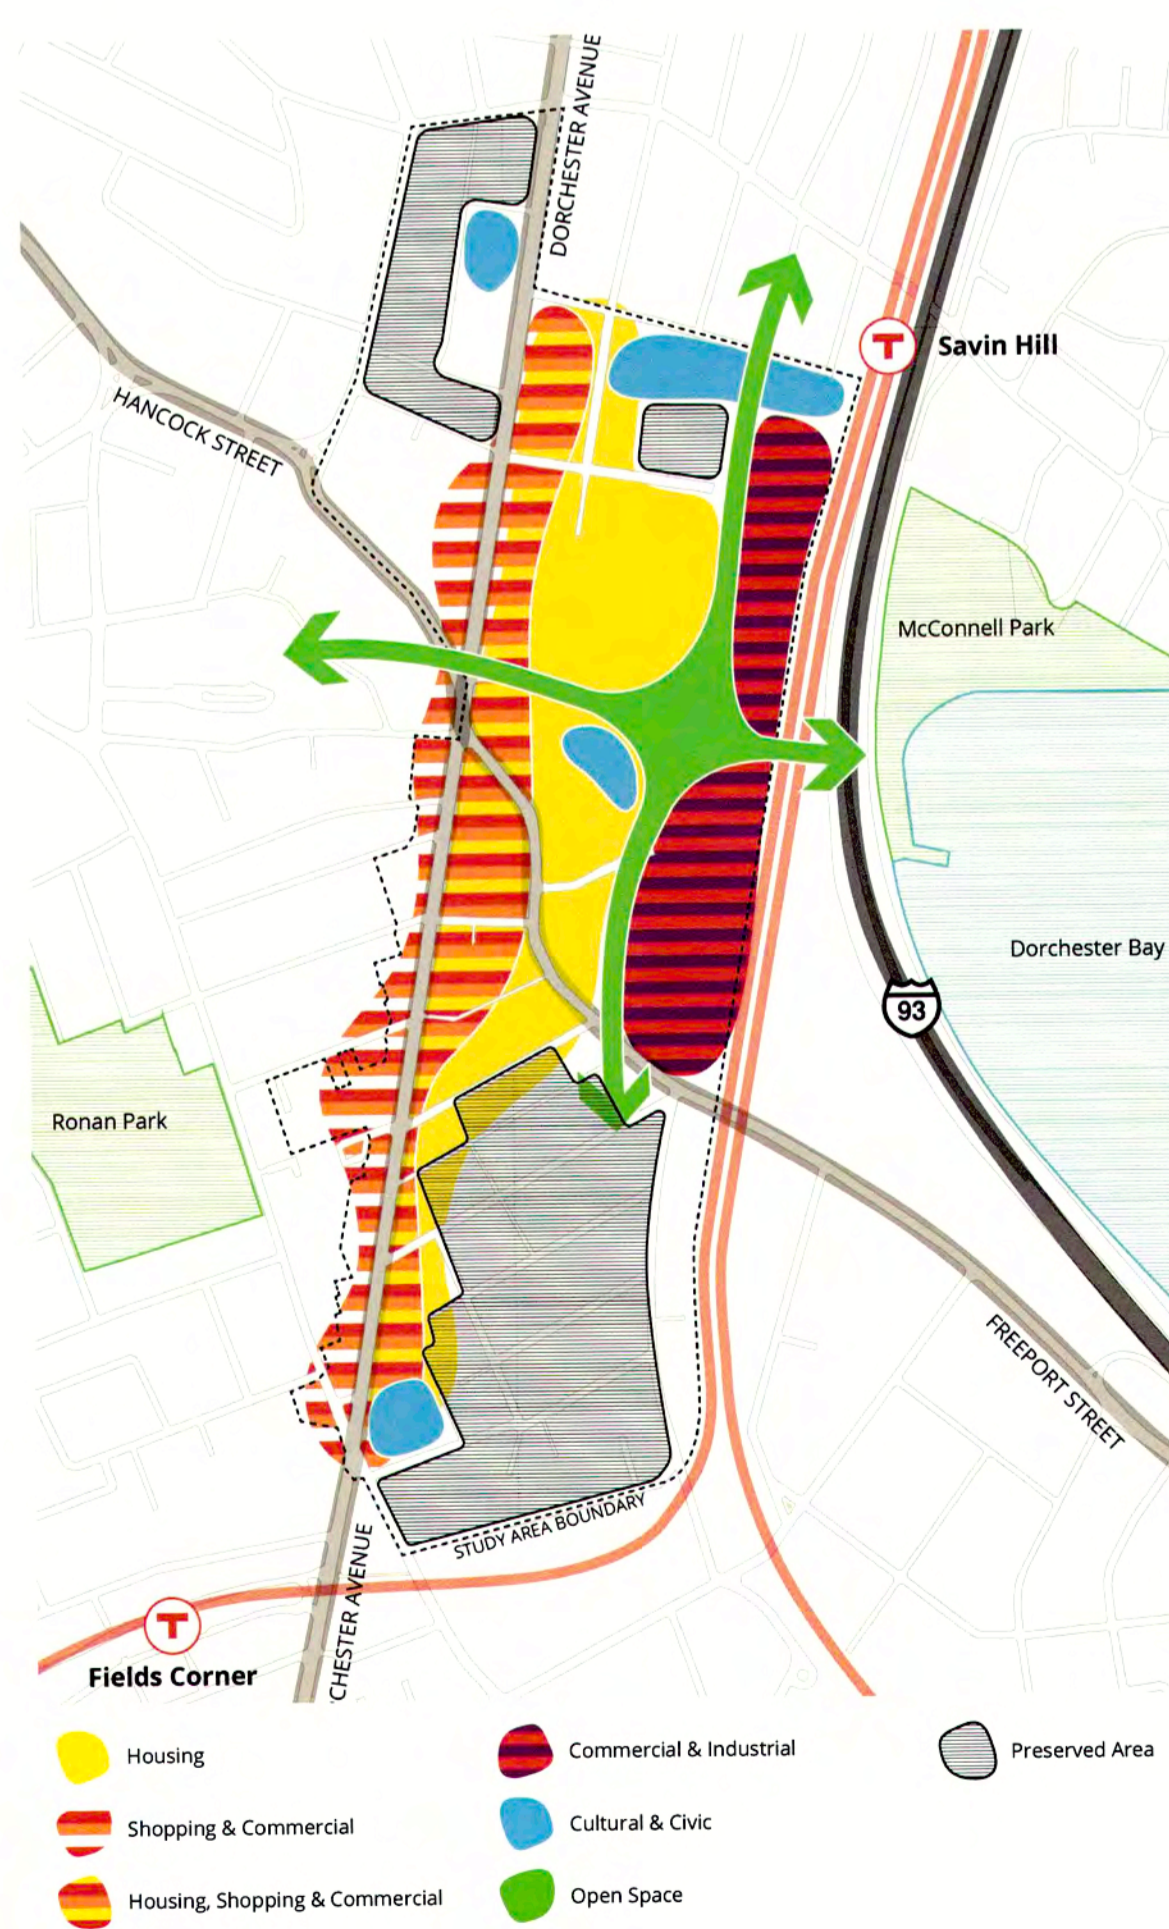 DORCHESTER AVENUE
T
Savin Hill
HANCOCK STREET
McConnell Park
Dorchester Bay
93
Ronan Park
FREEPORT STREET
STUDY AREA BOUNDARY
CHESTER AVENUE
T
Fields Corner
Housing
Commercial & Industrial
Preserved Area
Shopping & Commercial
Cultural & Civic
Housing, Shopping & Commercial
Open Space